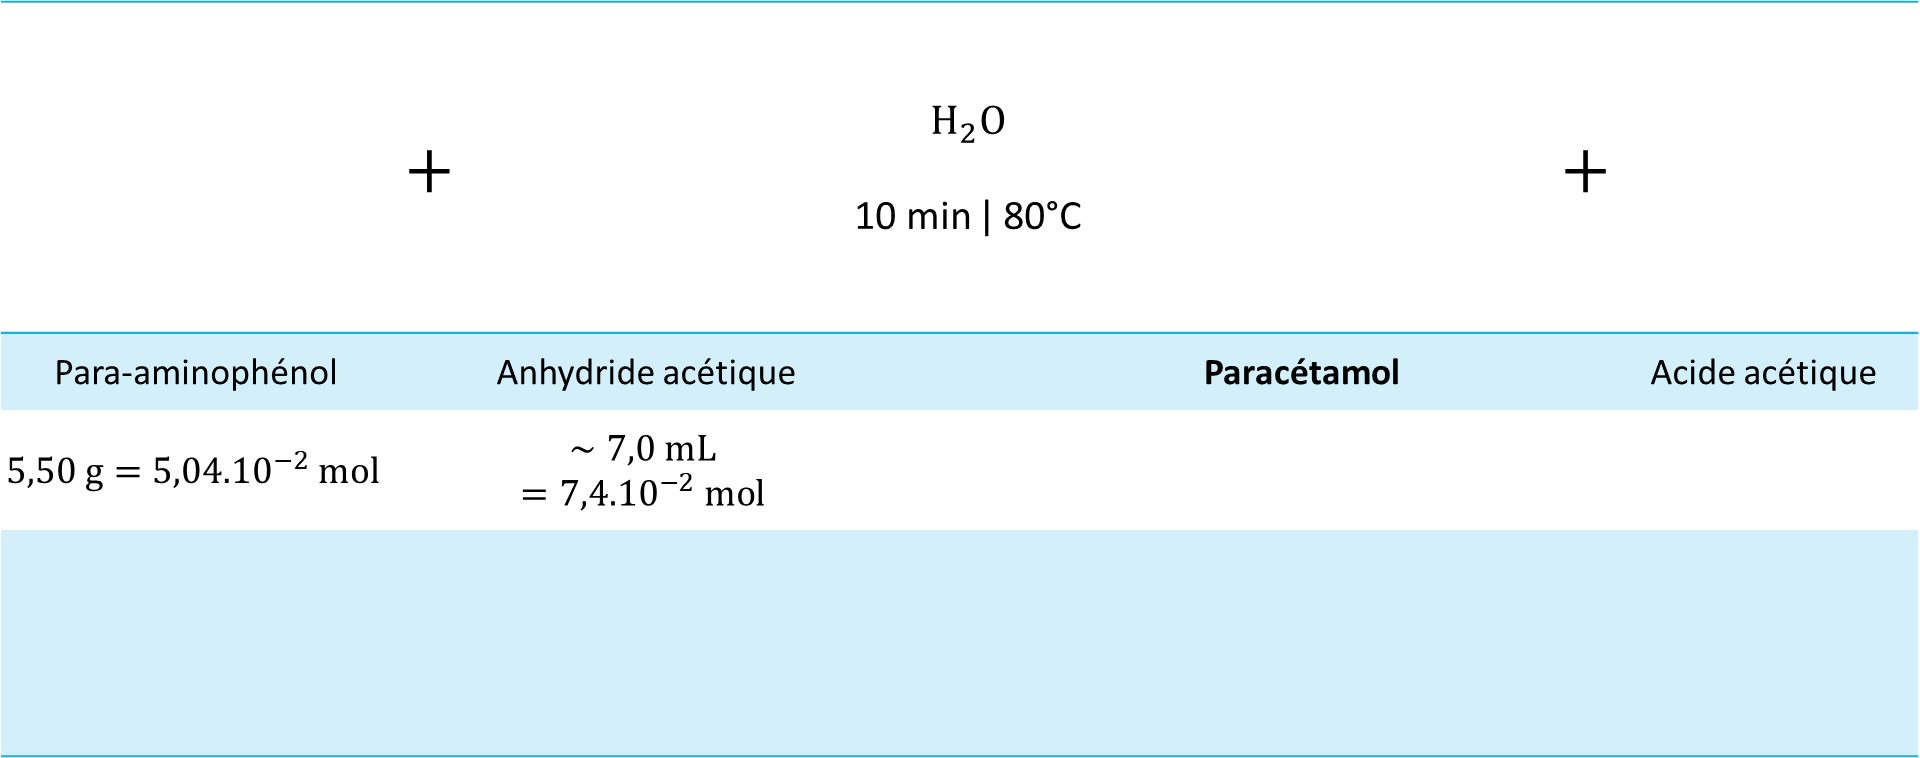 H₂O
+
+
10 min | 80°C
Para-aminophénol
Anhydride acétique
Paracétamol
Acide acétique
5,50 g = 5,04.10⁻² mol
~ 7,0 mL
= 7,4.10⁻² mol